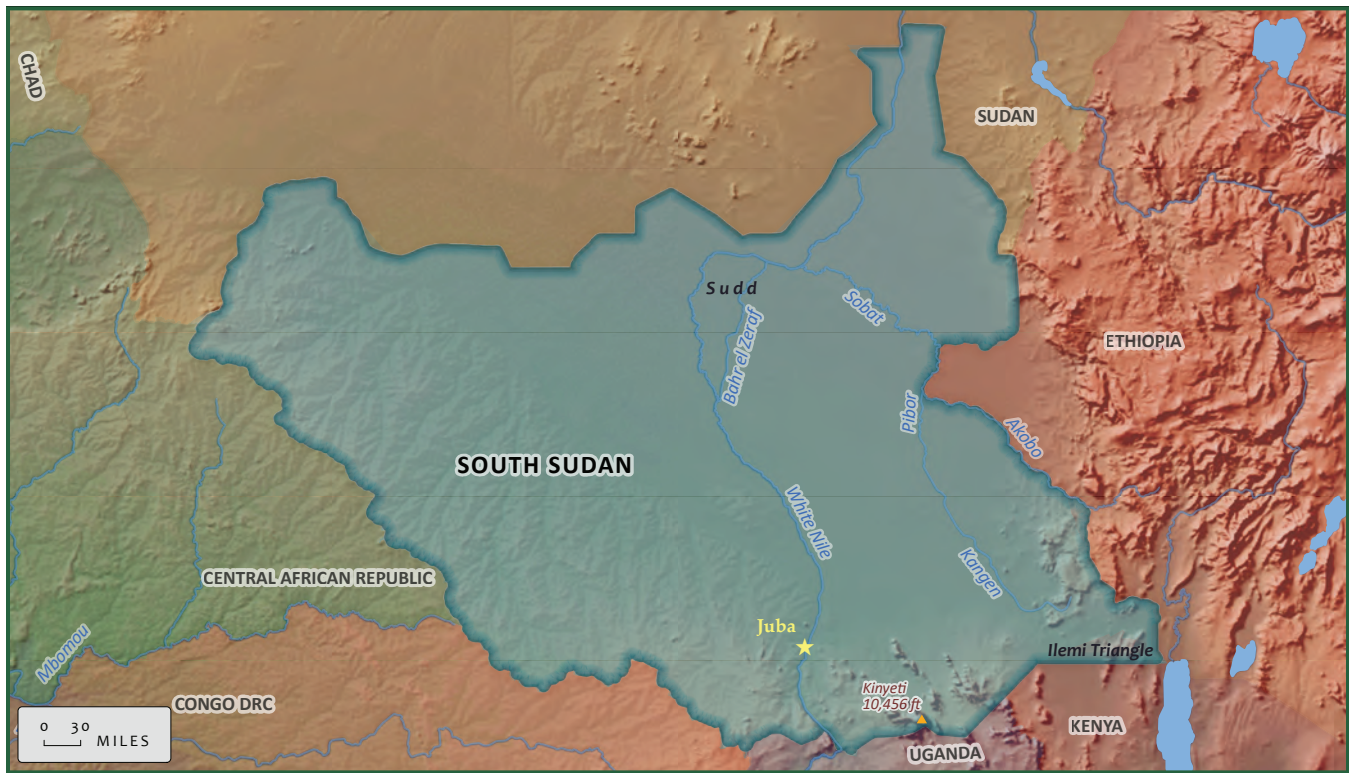 CHAD
SUDAN
Sudd
Sobat
Bahr el Zeraf
ETHIOPIA
Pibor
Akobo
SOUTH SUDAN
White Nile
Kangen
CENTRAL AFRICAN REPUBLIC
Juba
Mbomou
Ilemi Triangle
Kinyeti
10,456 ft
CONGO DRC
KENYA
UGANDA
0 30
MILES